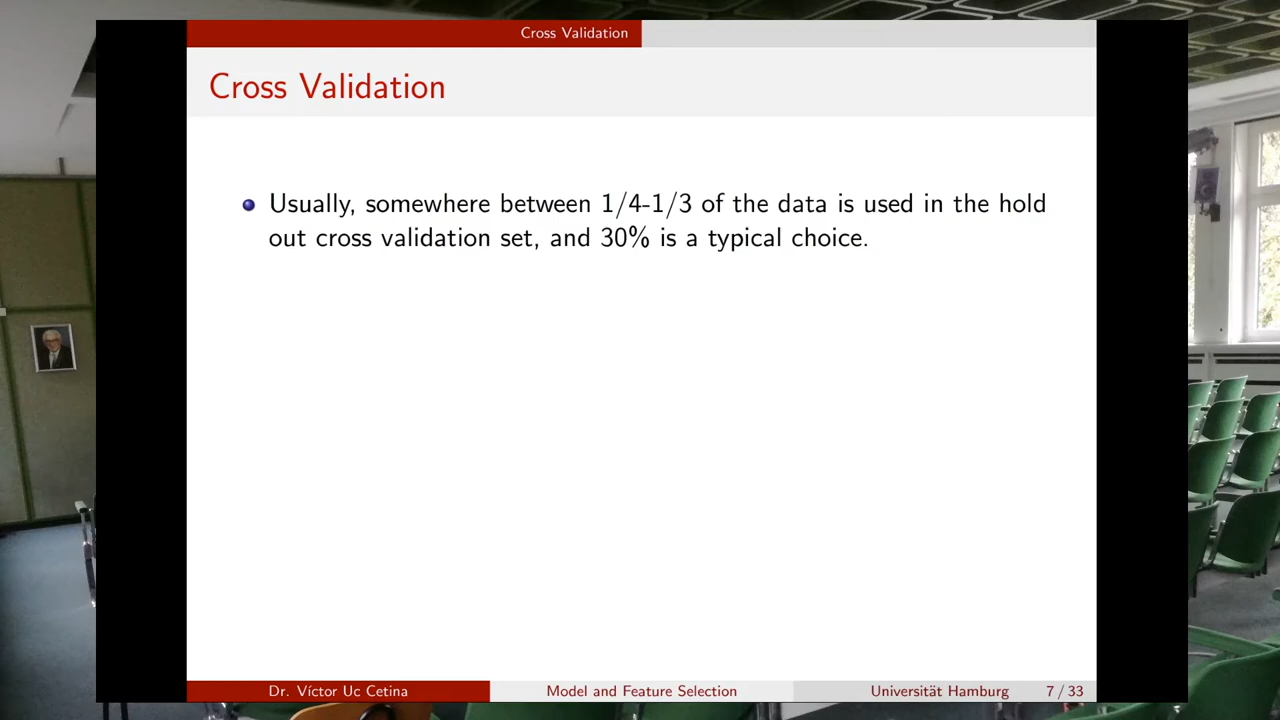 Cross Validation
Cross Validation
Usually, somewhere between 1/4-1/3 of the data is used in the hold
out cross validation set, and 30% is a typical choice.
Dr. Víctor Uc Cetina Model and Feature Selection Universität Hamburg 7 / 33